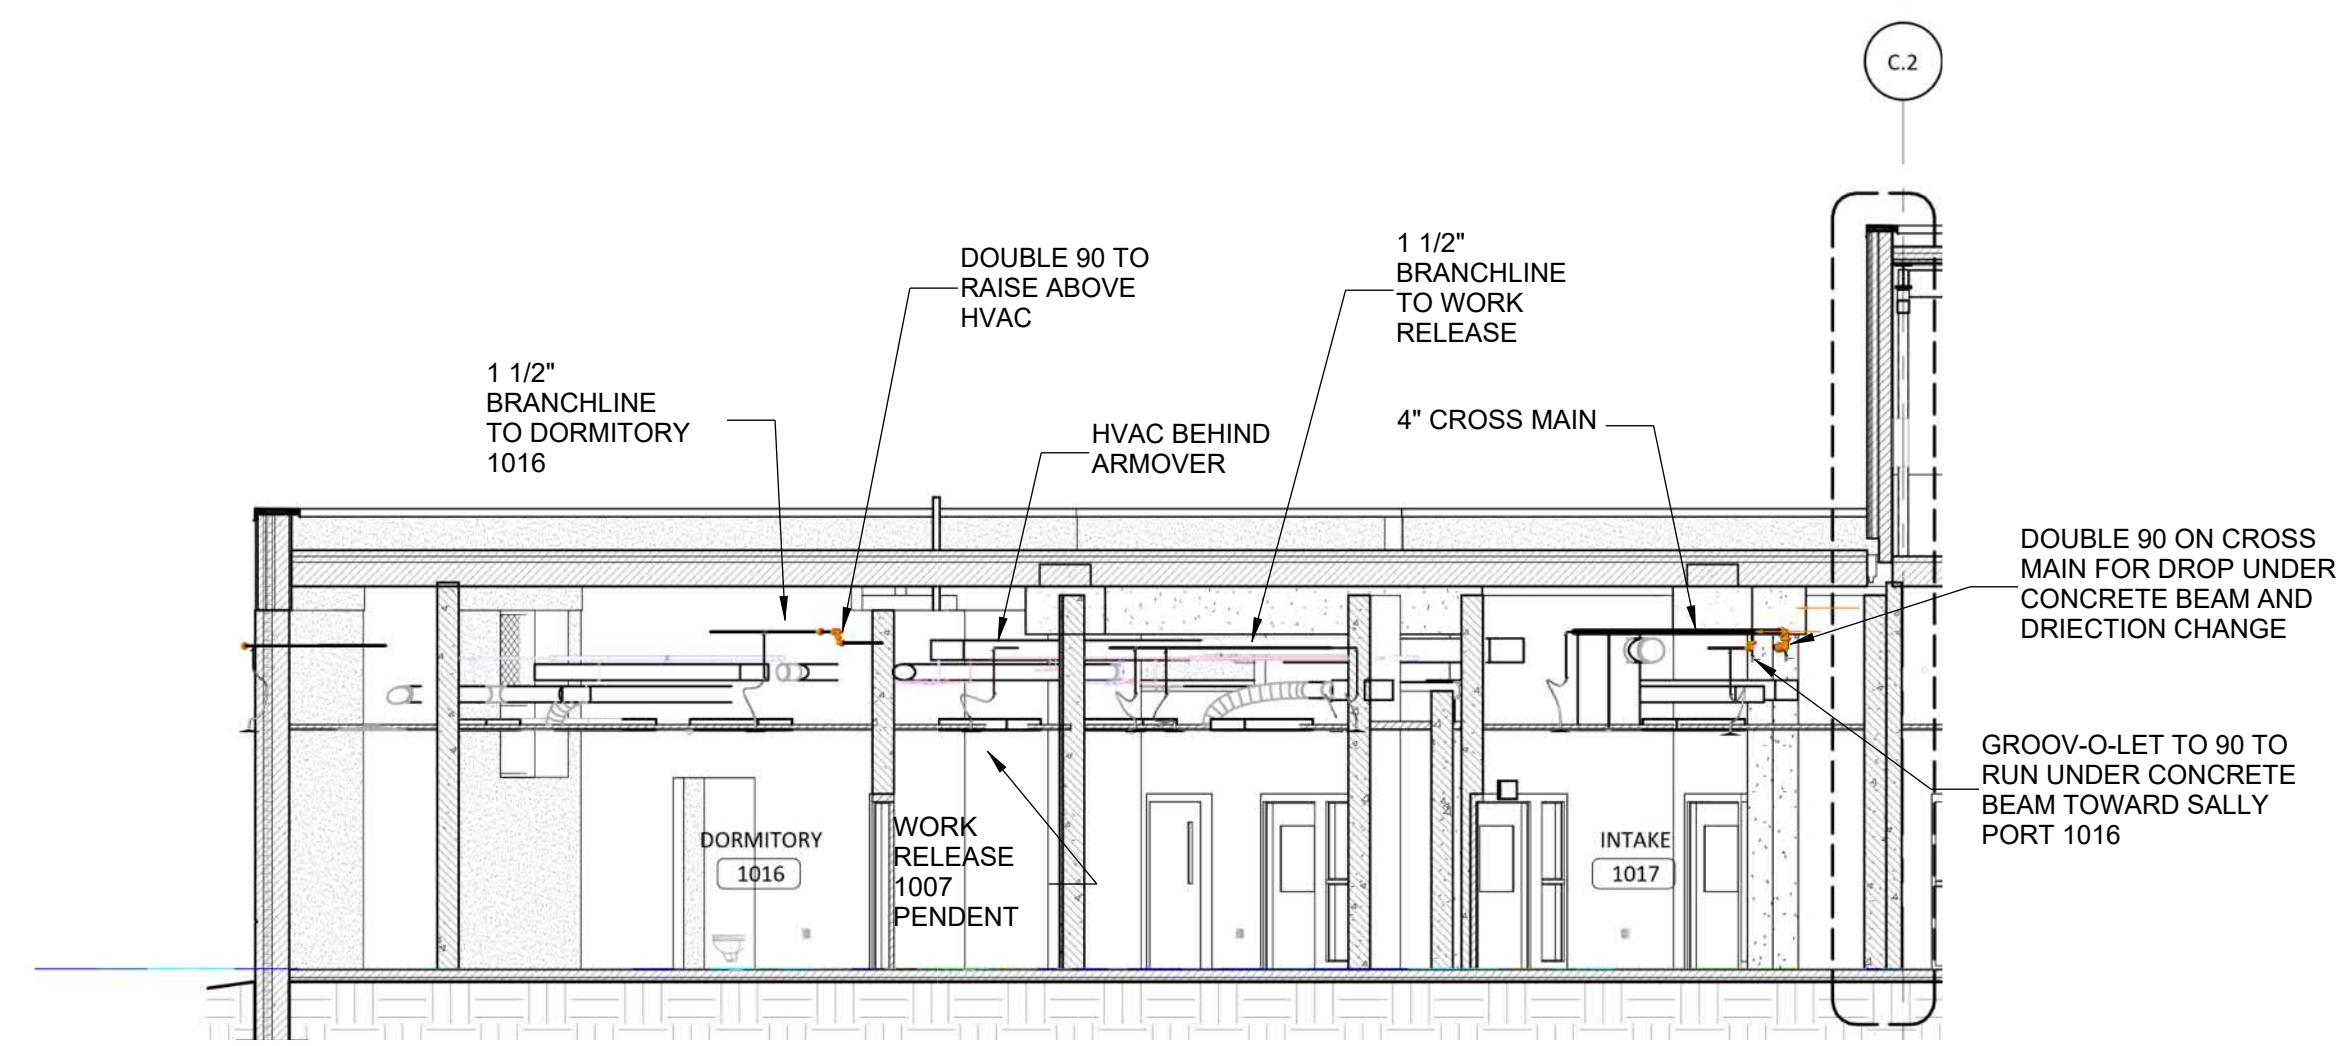 C.2
DOUBLE 90 TO
RAISE ABOVE
HVAC
1 1/2"
BRANCHLINE
TO WORK
RELEASE
1 1/2"
BRANCHLINE
TO DORMITORY
1016
HVAC BEHIND
ARMOVER
4" CROSS MAIN
DOUBLE 90 ON CROSS
MAIN FOR DROP UNDER
CONCRETE BEAM AND
DRIECTION CHANGE
GROOV-O-LET TO 90 TO
RUN UNDER CONCRETE
BEAM TOWARD SALLY
PORT 1016
DORMITORY
1016
WORK
RELEASE
1007
PENDENT
INTAKE
1017